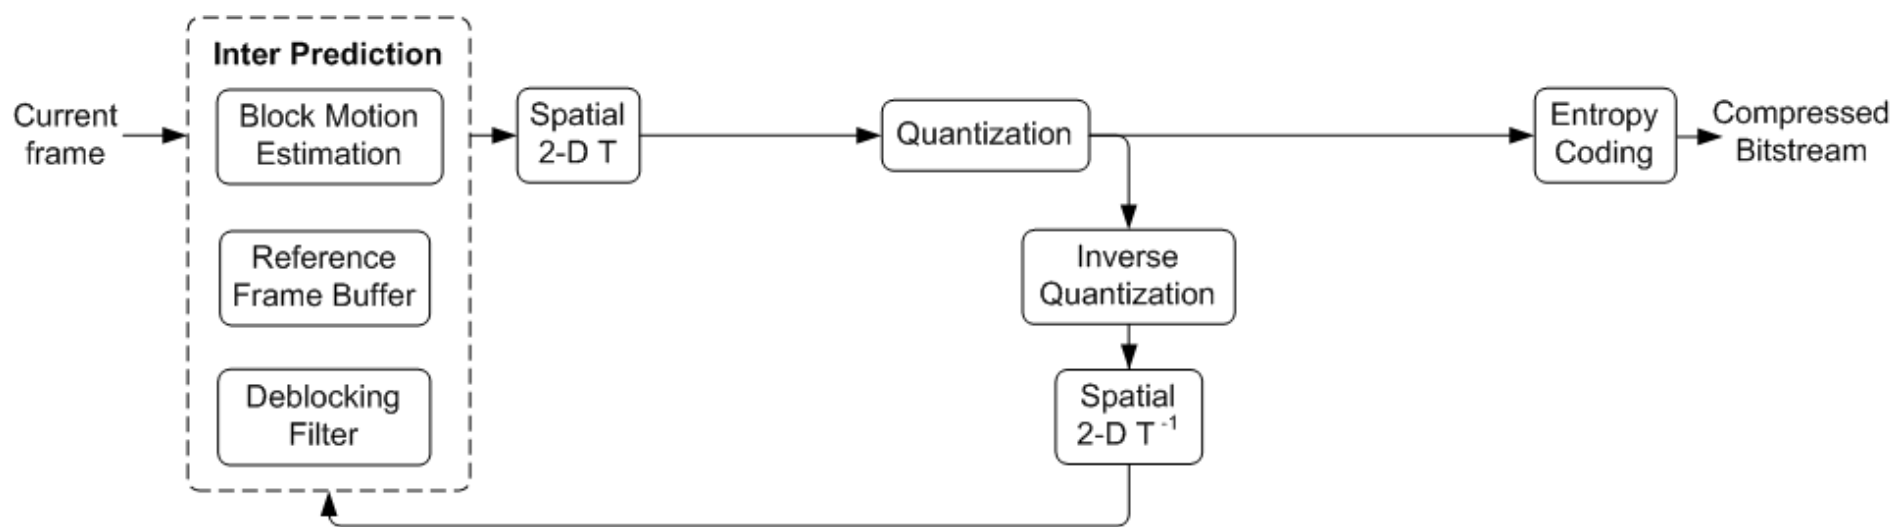 Inter Prediction
Current
frame
Block Motion
Estimation
Spatial
2-D T
Quantization
Entropy
Coding
Compressed
Bitstream
Reference
Frame Buffer
Inverse
Quantization
Deblocking
Filter
Spatial
2-D T -1